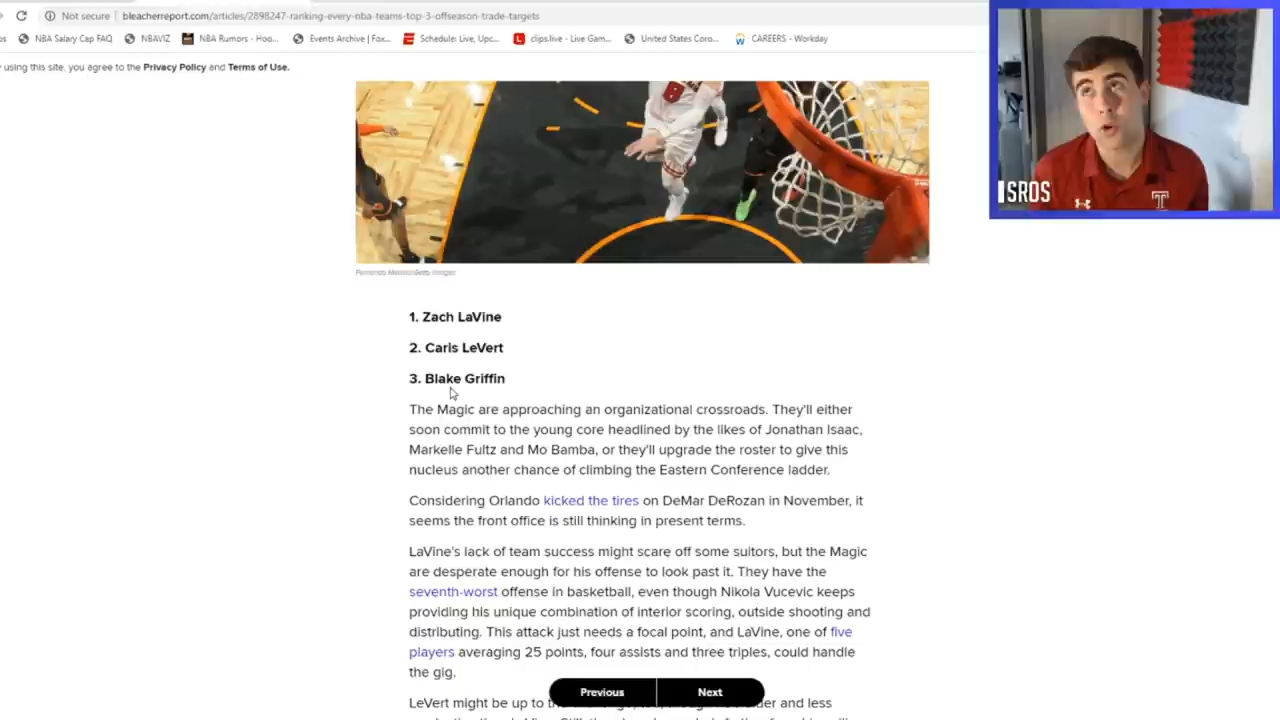 Not secure bleacherreport.com/articles/2898247-ranking-every-nba-teams-top-3-offseason-trade-targets
NBA Salary Cap FAQ NBAVIZ NBA Rumors - Hoo... Events Archive | Fox... Schedule: Live, Upc... clips.live - Live Gam... United States Coro... CAREERS - Workday
using this site, you agree to the Privacy Policy and Terms of Use.
SROS
T
1. Zach LaVine
2. Caris LeVert
3. Blake Griffin
The Magic are approaching an organizational crossroads. They'll either
soon commit to the young core headlined by the likes of Jonathan Isaac,
Markelle Fultz and Mo Bamba, or they'll upgrade the roster to give this
nucleus another chance of climbing the Eastern Conference ladder.
Considering Orlando kicked the tires on DeMar DeRozan in November, it
seems the front office is still thinking in present terms.
LaVine's lack of team success might scare off some suitors, but the Magic
are desperate enough for his offense to look past it. They have the
seventh-worst offense in basketball, even though Nikola Vucevic keeps
providing his unique combination of interior scoring, outside shooting and
distributing. This attack just needs a focal point, and LaVine, one of five
players averaging 25 points, four assists and three triples, could handle
the gig.
Previous Next
LeVert might be up to and less